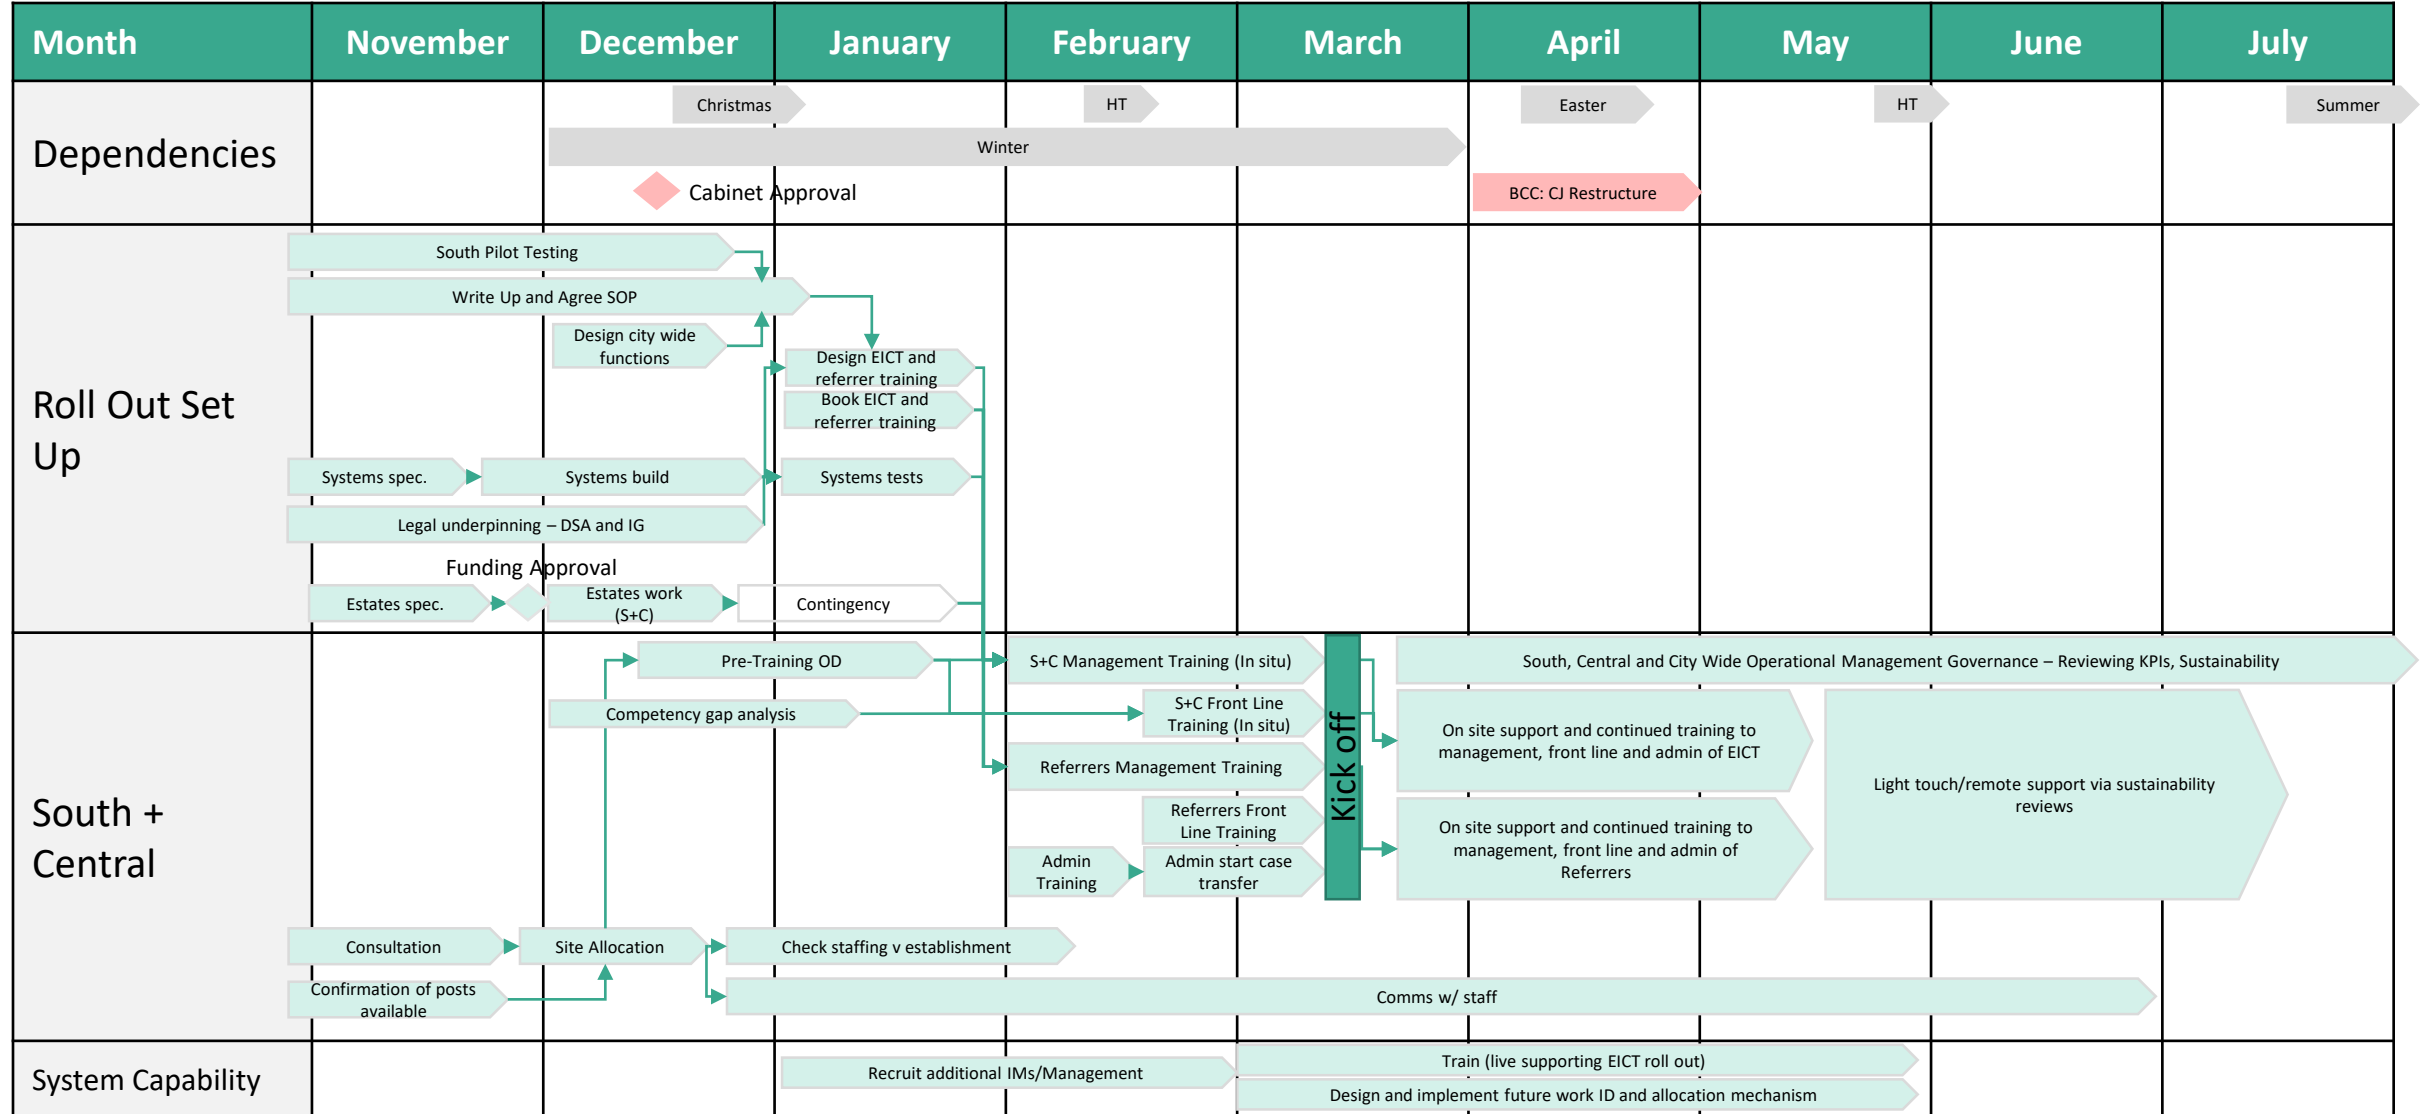 Month
November
December
January
February
March
April
May
June
July
Dependencies
Christmas
HT
Easter
HT
Summer
Winter
Cabinet Approval
BCC: CJ Restructure
Roll Out Set
Up
South Pilot Testing
Write Up and Agree SOP
Design city wide
functions
Design EICT and
referrer training
Book EICT and
referrer training
Systems spec.
Systems build
Systems tests
Legal underpinning – DSA and IG
Funding Approval
Estates spec.
Estates work
(S+C)
Contingency
South +
Central
Pre-Training OD
S+C Management Training (In situ)
South, Central and City Wide Operational Management Governance – Reviewing KPIs, Sustainability
Competency gap analysis
S+C Front Line
Training (In situ)
Kick off
On site support and continued training to
management, front line and admin of EICT
Referrers Management Training
Light touch/remote support via sustainability
reviews
Referrers Front
Line Training
On site support and continued training to
management, front line and admin of
Referrers
Admin
Training
Admin start case
transfer
Consultation
Site Allocation
Check staffing v establishment
Confirmation of posts
available
Comms w/ staff
System Capability
Recruit additional IMs/Management
Train (live supporting EICT roll out)
Design and implement future work ID and allocation mechanism